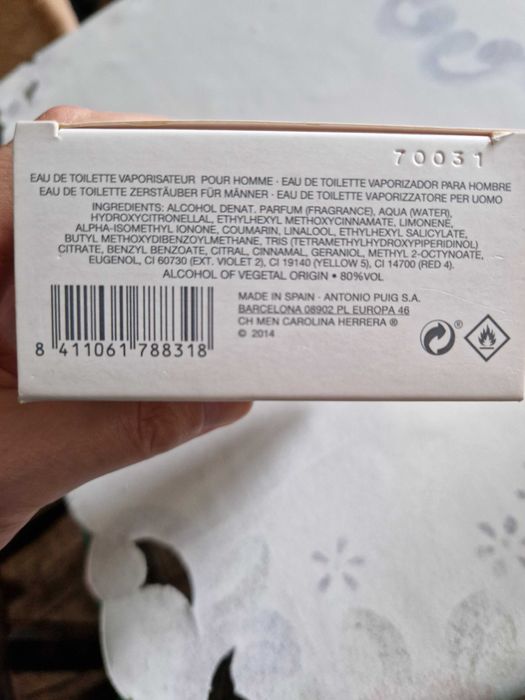 70031
EAU DE TOILETTE VAPORISATEUR POUR HOMME · EAU DE TOILETTE VAPORIZADOR PARA HOMBRE
EAU DE TOILETTE ZERSTÄUBER FÜR MÄNNER · EAU DE TOILETTE VAPORIZZATORE PER UOMO
INGREDIENTS: ALCOHOL DENAT, PARFUM (FRAGRANCE), AQUA (WATER),
HYDROXYCITRONELLAL, ETHYLHEXYL METHOXYCINNAMATE, LIMONENE,
ALPHA-ISOMETHYL IONONE, COUMARIN, LINALOOL, ETHYLHEXYL SALICYLATE,
BUTYL METHOXYDIBENZOYLMETHANE, TRIS (TETRAMETHYLHYDROXYPIPERIDINOL)
CITRATE, BENZYL BENZOATE, CITRAL, CINNAMAL, GERANIOL, METHYL 2-OCTYNOATE,
EUGENOL, CI 60730 (EXT. VIOLET 2), CI 19140 (YELLOW 5), CI 14700 (RED 4).
ALCOHOL OF VEGETAL ORIGIN • 80%VOL
MADE IN SPAIN - ANTONIO PUIG S.A.
BARCELONA 08902 PL EUROPA 46
CH MEN CAROLINA HERRERA ®
© 2014
®
8 411061 788318